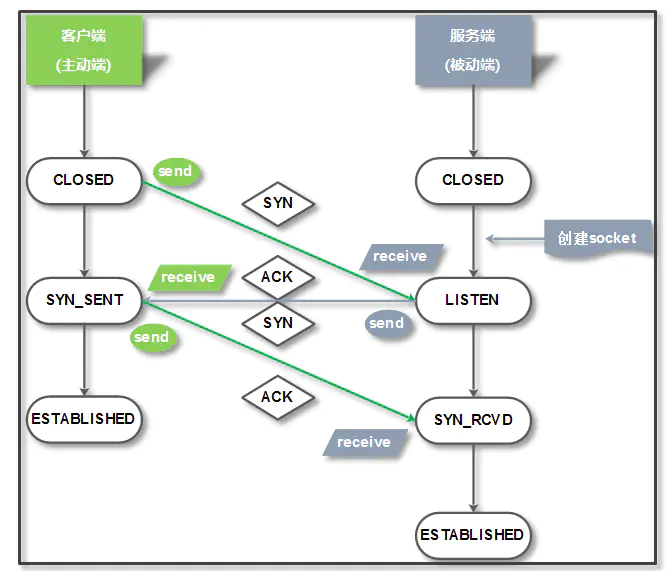 客户端
(主动端)
服务端
(被动端)
CLOSED
send
SYN
CLOSED
创建socket
receive
receive
ACK
SYN_SENT
LISTEN
SYN
send
send
ACK
ESTABLISHED
SYN_RCVD
receive
ESTABLISHED